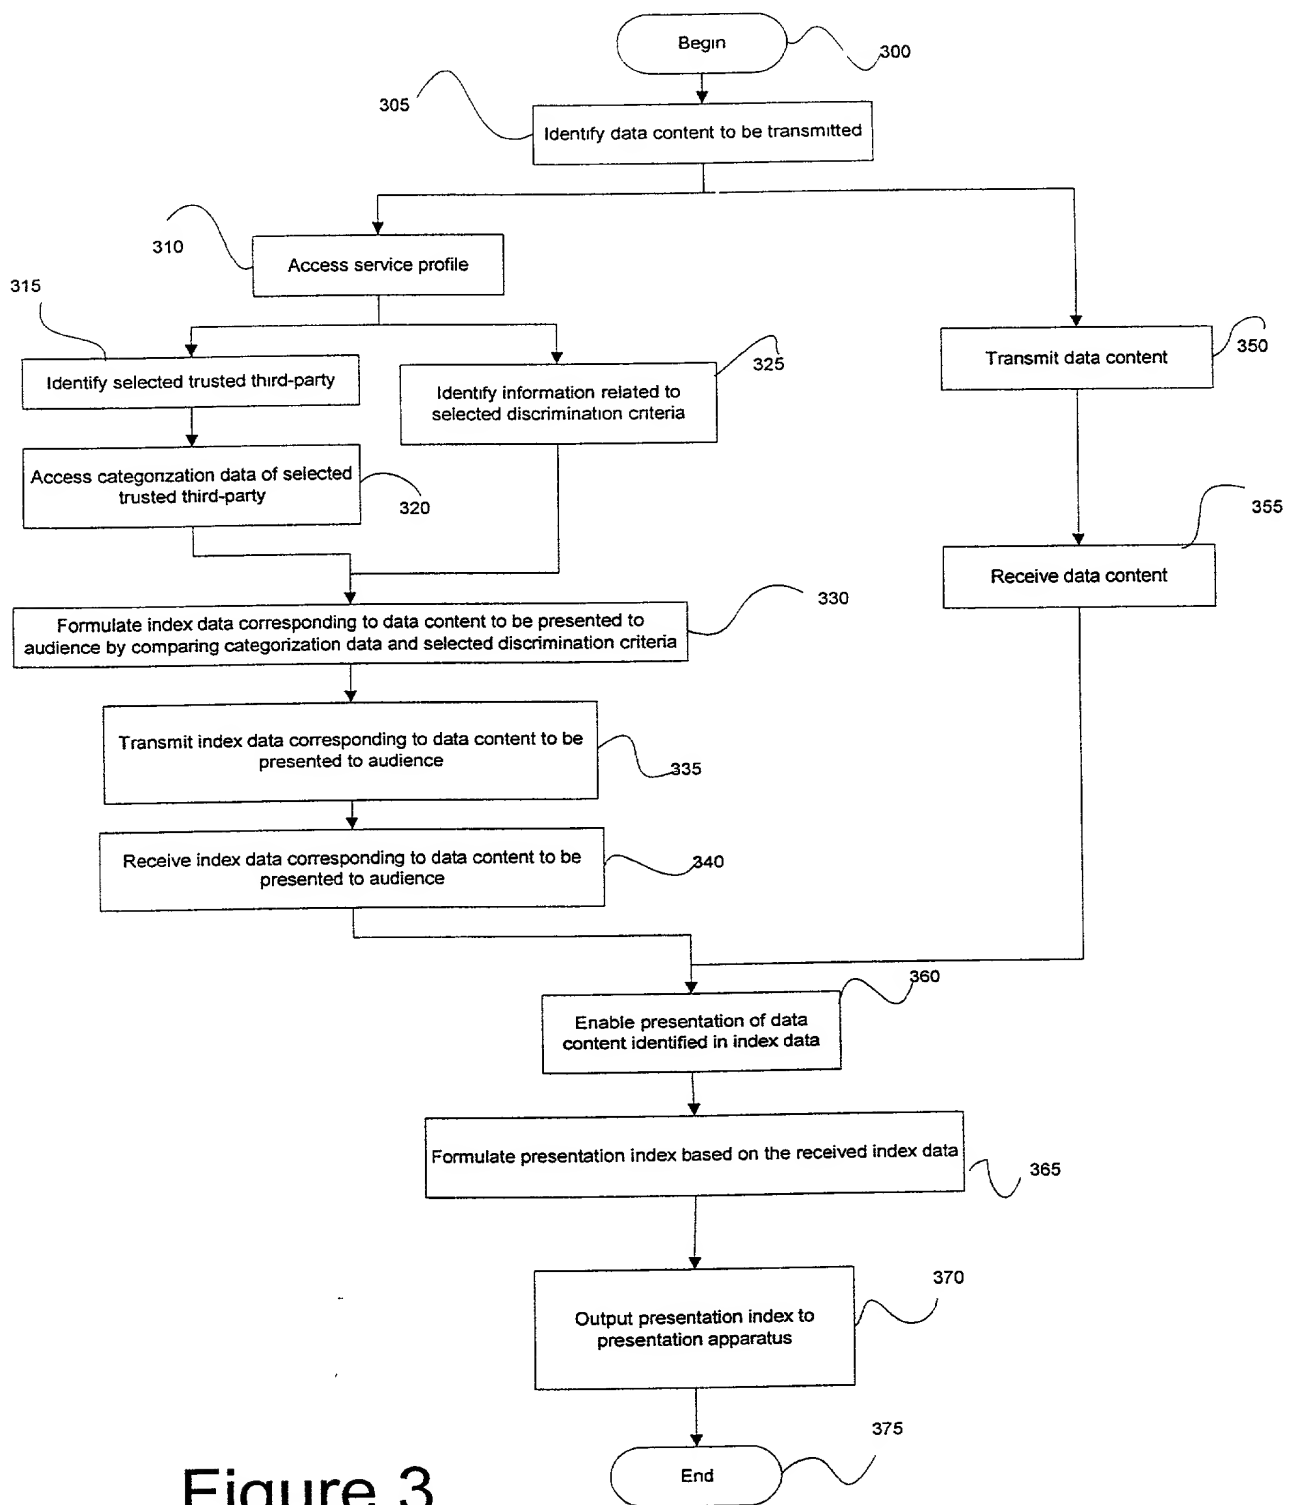 Begin
300
305
Identify data content to be transmitted
310
Access service profile
315
Identify selected trusted third-party
325
Identify information related to
selected discrimination criteria
Transmit data content
350
Access categorization data of selected
trusted third-party
320
355
Receive data content
330
Formulate index data corresponding to data content to be presented to
audience by comparing categorization data and selected discrimination criteria
Transmit index data corresponding to data content to be
presented to audience
335
Receive index data corresponding to data content to be
presented to audience
340
360
Enable presentation of data
content identified in index data
Formulate presentation index based on the received index data
365
370
Output presentation index to
presentation apparatus
375
End
Figure 3